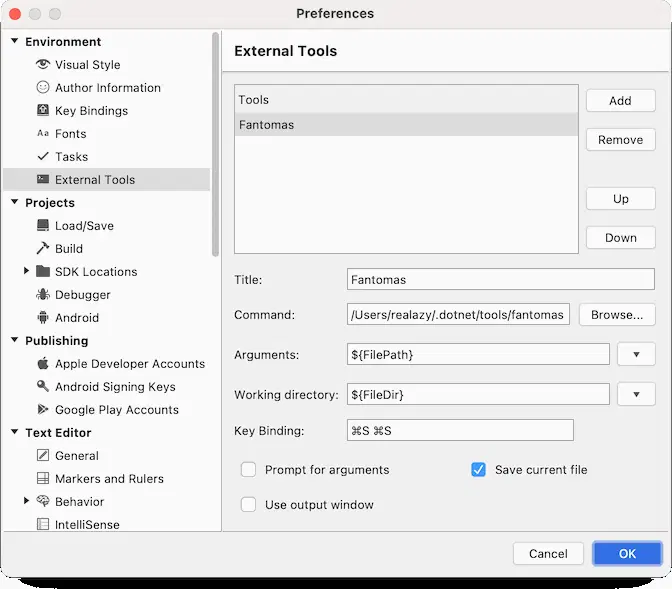 Preferences
Environment
Visual Style
Author Information
Key Bindings
Aa Fonts
Tasks
External Tools
Projects
Load/Save
Build
SDK Locations
Debugger
Android
Publishing
Apple Developer Accounts
Android Signing Keys
Google Play Accounts
Text Editor
General
Markers and Rulers
Behavior
IntelliSense
External Tools
Tools
Fantomas
Add
Remove
Up
Down
Title: Fantomas
Command: /Users/realazy/.dotnet/tools/fantomas Browse...
Arguments: ${FilePath}
Working directory: ${FileDir}
Key Binding: ⌘S ⌘S
Prompt for arguments Save current file
Use output window
Cancel OK